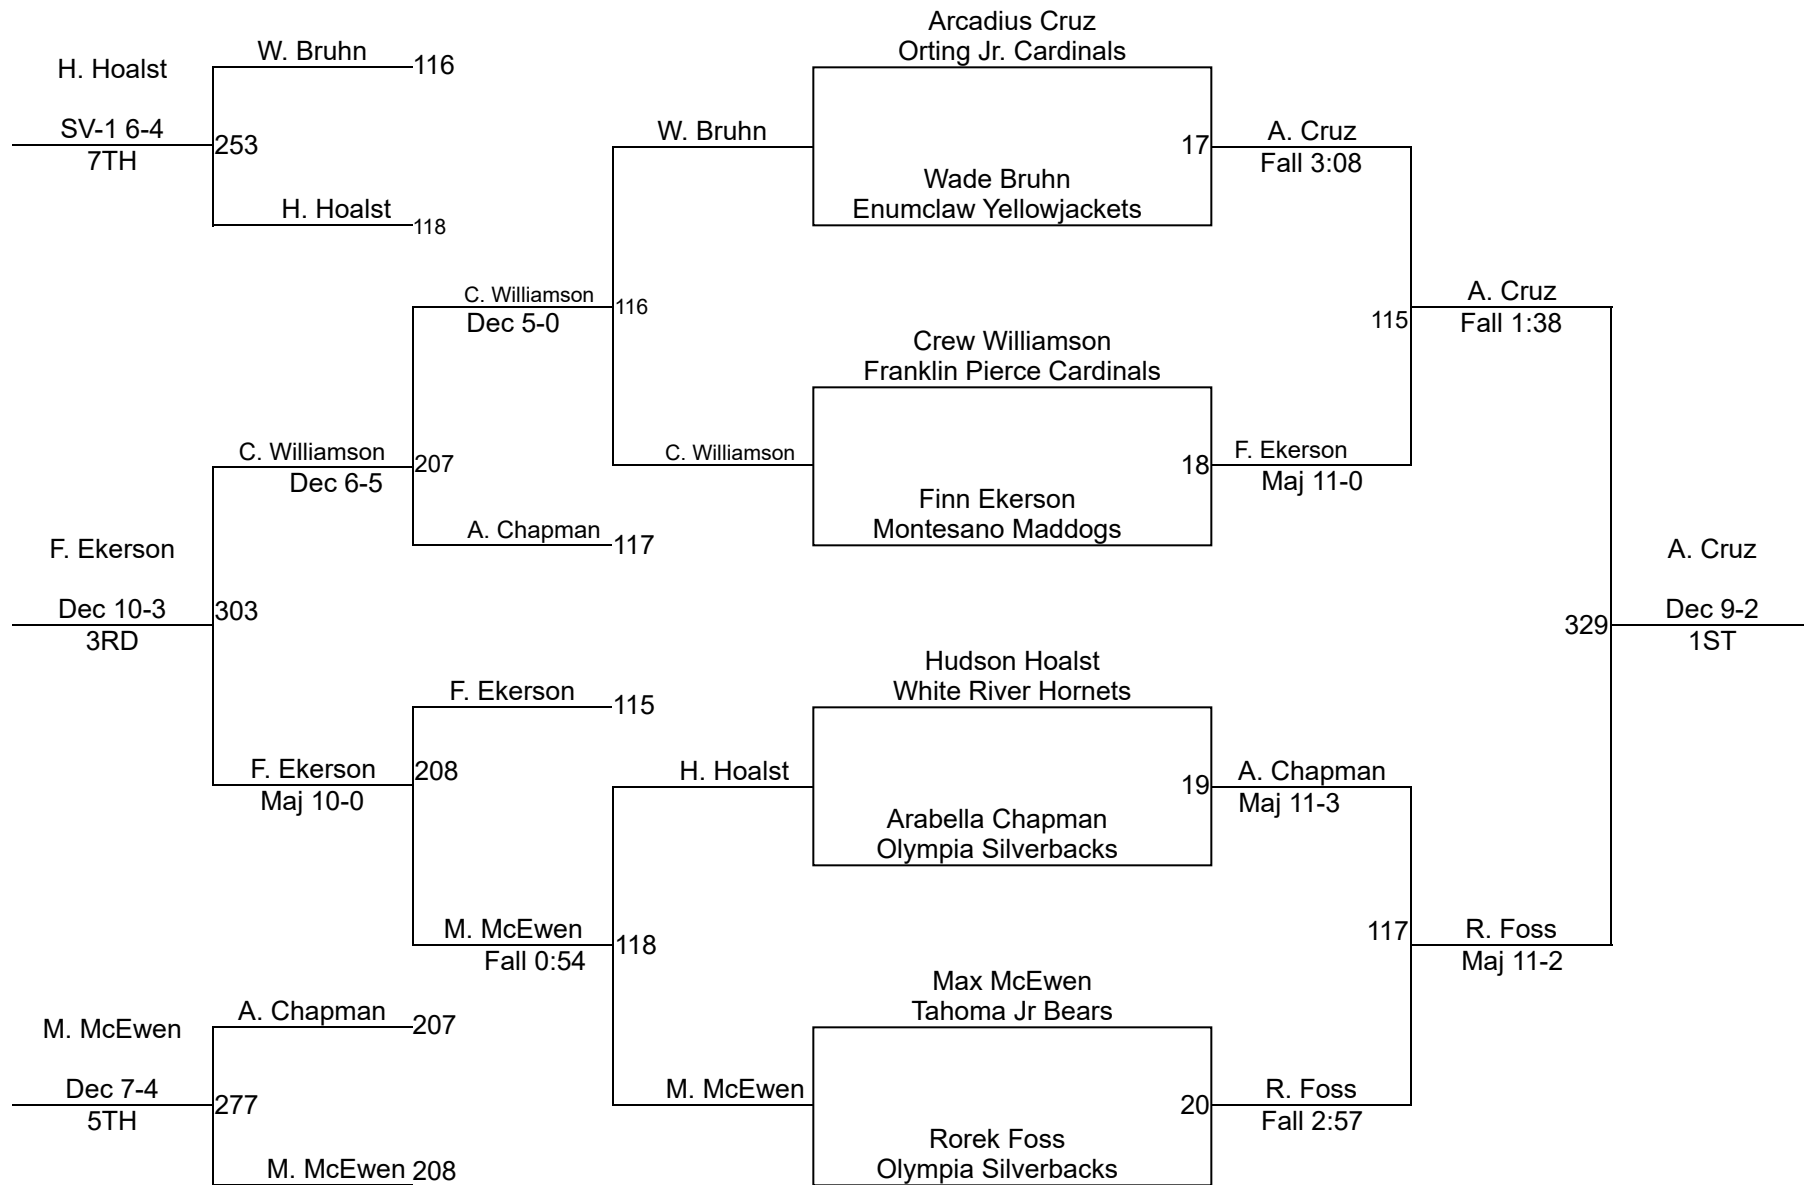 Arcadius Cruz
Orting Jr. Cardinals
W. Bruhn
116
H. Hoalst
SV-1 6-4
253
7TH
W. Bruhn
17
A. Cruz
Fall 3:08
Wade Bruhn
Enumclaw Yellowjackets
H. Hoalst
118
C. Williamson
116
Dec 5-0
115
A. Cruz
Fall 1:38
Crew Williamson
Franklin Pierce Cardinals
C. Williamson
207
Dec 6-5
C. Williamson
18
F. Ekerson
Maj 11-0
Finn Ekerson
Montesano Maddogs
A. Chapman
117
F. Ekerson
Dec 10-3
303
3RD
A. Cruz
329
Dec 9-2
1ST
Hudson Hoalst
White River Hornets
F. Ekerson
115
F. Ekerson
208
Maj 10-0
H. Hoalst
19
A. Chapman
Maj 11-3
Arabella Chapman
Olympia Silverbacks
M. McEwen
118
Fall 0:54
117
R. Foss
Maj 11-2
Max McEwen
Tahoma Jr Bears
A. Chapman
207
M. McEwen
Dec 7-4
277
5TH
M. McEwen
20
R. Foss
Fall 2:57
Rorek Foss
Olympia Silverbacks
M. McEwen
208